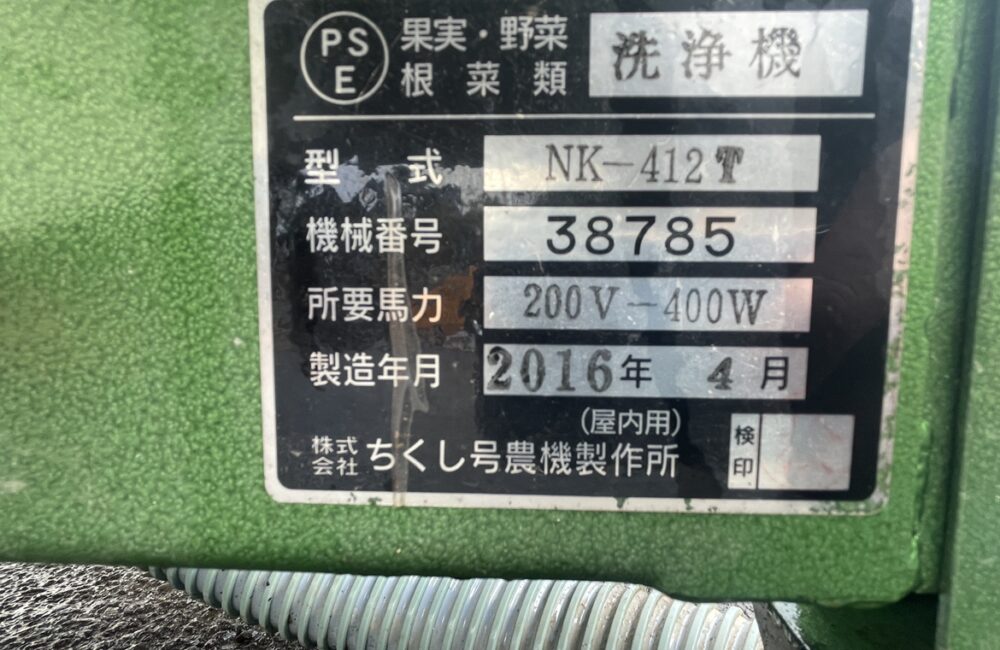 PSE 果実・野菜根菜類 洗浄機
型式 NK-412T
機械番号 38785
所要馬力 200V-400W
製造年月 2016年 4月
(屋内用)
株式会社 ちくし号農機製作所
検印